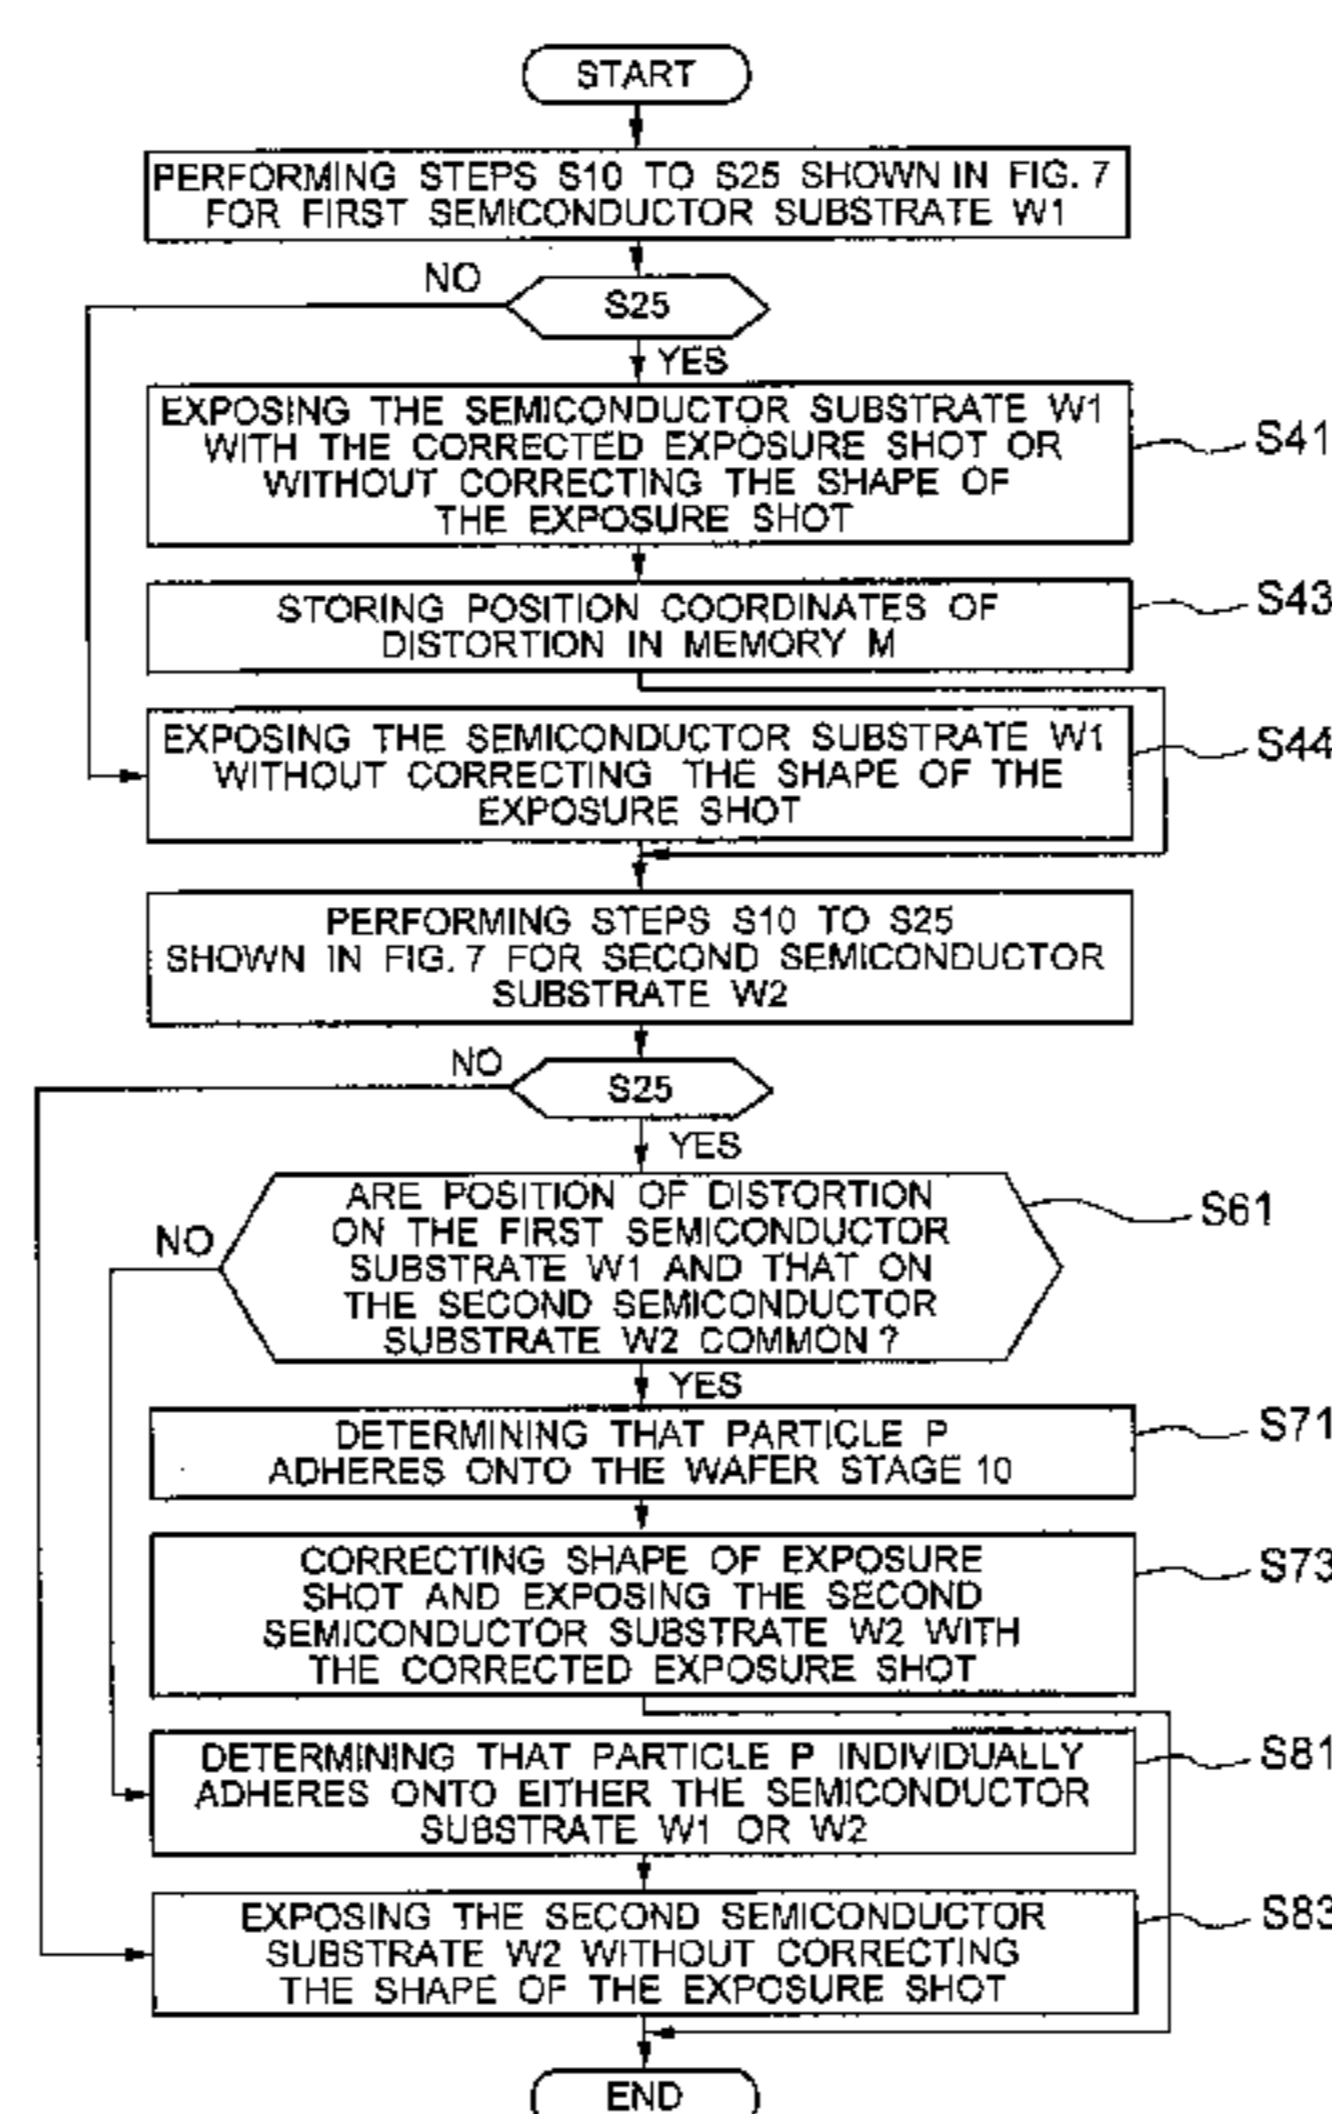 START
PERFORMING STEPS S10 TO S25 SHOWN IN FIG. 7
FOR FIRST SEMICONDUCTOR SUBSTRATE W1
NO
S25
YES
EXPOSING THE SEMICONDUCTOR SUBSTRATE W1
WITH THE CORRECTED EXPOSURE SHOT OR
WITHOUT CORRECTING THE SHAPE OF
THE EXPOSURE SHOT
S41
STORING POSITION COORDINATES OF
DISTORTION IN MEMORY M
S43
EXPOSING THE SEMICONDUCTOR SUBSTRATE W1
WITHOUT CORRECTING THE SHAPE OF THE
EXPOSURE SHOT
S44
PERFORMING STEPS S10 TO S25
SHOWN IN FIG. 7 FOR SECOND SEMICONDUCTOR
SUBSTRATE W2
NO
S25
YES
ARE POSITION OF DISTORTION
ON THE FIRST SEMICONDUCTOR
SUBSTRATE W1 AND THAT ON
THE SECOND SEMICONDUCTOR
SUBSTRATE W2 COMMON ?
S61
NO
YES
DETERMINING THAT PARTICLE P
ADHERES ONTO THE WAFER STAGE 10
S71
CORRECTING SHAPE OF EXPOSURE
SHOT AND EXPOSING THE SECOND
SEMICONDUCTOR SUBSTRATE W2 WITH
THE CORRECTED EXPOSURE SHOT
S73
DETERMINING THAT PARTICLE P INDIVIDUALLY
ADHERES ONTO EITHER THE SEMICONDUCTOR
SUBSTRATE W1 OR W2
S81
EXPOSING THE SECOND SEMICONDUCTOR
SUBSTRATE W2 WITHOUT CORRECTING
THE SHAPE OF THE EXPOSURE SHOT
S83
END